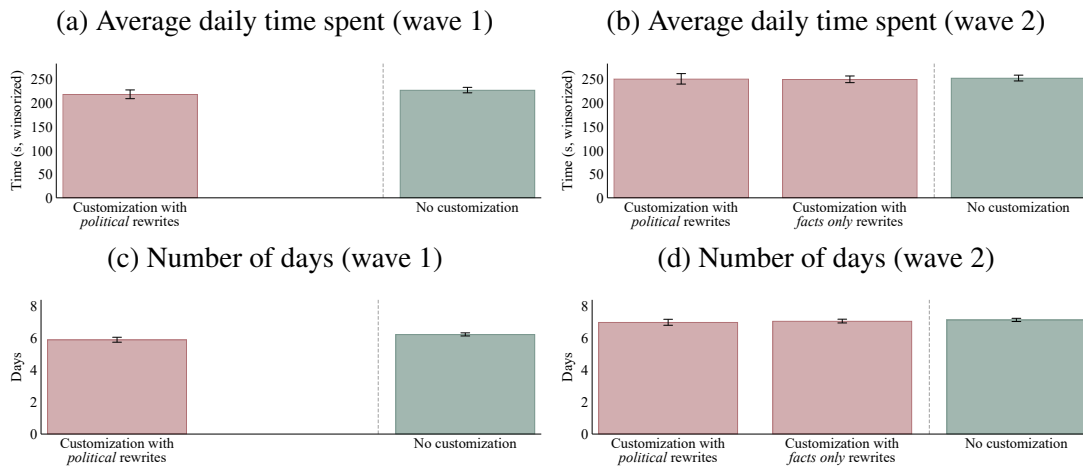 (a) Average daily time spent (wave 1)
Time (s, winsorized)
250
200
150
100
50
0
Customization with
political rewrites
No customization
(b) Average daily time spent (wave 2)
Time (s, winsorized)
250
200
150
100
50
0
Customization with
political rewrites
Customization with
facts only rewrites
No customization
(c) Number of days (wave 1)
Days
8
6
4
2
0
Customization with
political rewrites
No customization
(d) Number of days (wave 2)
Days
8
6
4
2
0
Customization with
political rewrites
Customization with
facts only rewrites
No customization